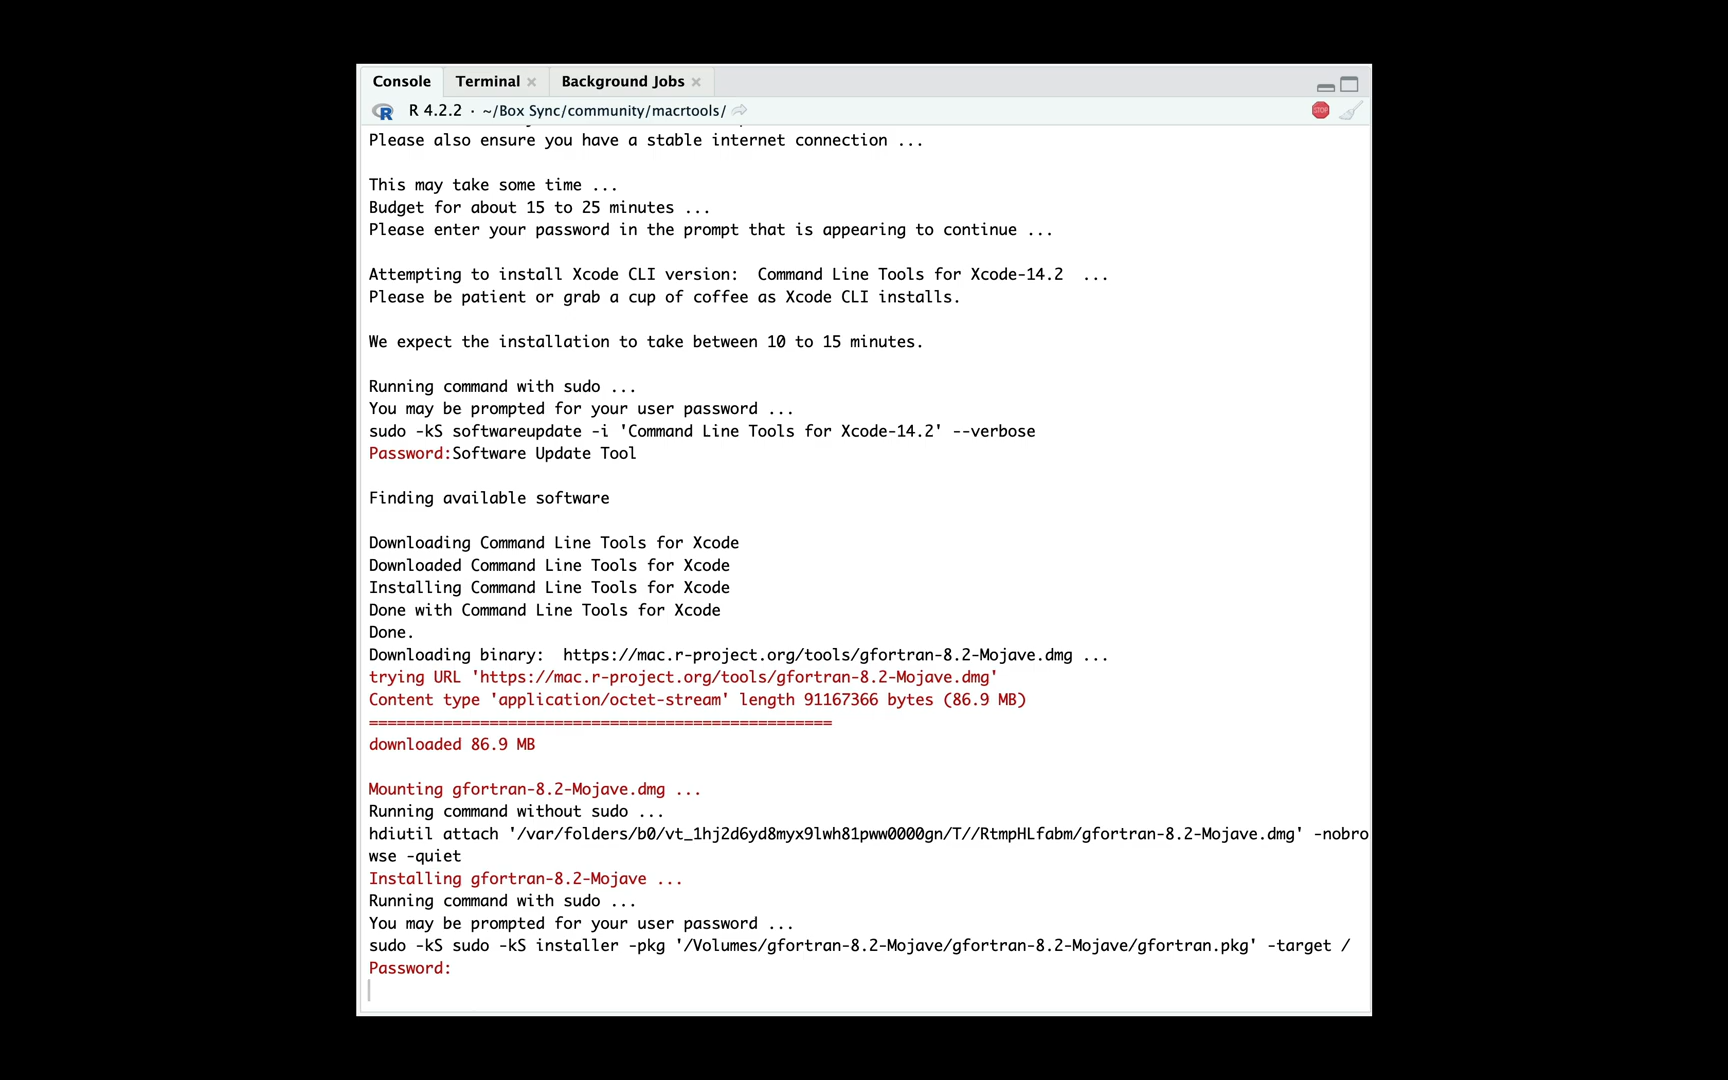 Console Terminal × Background Jobs ×
R 4.2.2 · ~/Box Sync/community/macrtools/
STOP
Please also ensure you have a stable internet connection ...
This may take some time ...
Budget for about 15 to 25 minutes ...
Please enter your password in the prompt that is appearing to continue ...
Attempting to install Xcode CLI version:  Command Line Tools for Xcode-14.2  ...
Please be patient or grab a cup of coffee as Xcode CLI installs.
We expect the installation to take between 10 to 15 minutes.
Running command with sudo ...
You may be prompted for your user password ...
sudo -kS softwareupdate -i 'Command Line Tools for Xcode-14.2' --verbose
Password:Software Update Tool
Finding available software
Downloading Command Line Tools for Xcode
Downloaded Command Line Tools for Xcode
Installing Command Line Tools for Xcode
Done with Command Line Tools for Xcode
Done.
Downloading binary:  https://mac.r-project.org/tools/gfortran-8.2-Mojave.dmg ...
trying URL 'https://mac.r-project.org/tools/gfortran-8.2-Mojave.dmg'
Content type 'application/octet-stream' length 91167366 bytes (86.9 MB)
==================================================
downloaded 86.9 MB
Mounting gfortran-8.2-Mojave.dmg ...
Running command without sudo ...
hdiutil attach '/var/folders/b0/vt_1hj2d6yd8myx9lwh81pww0000gn/T//RtmpHLfabm/gfortran-8.2-Mojave.dmg' -nobro
wse -quiet
Installing gfortran-8.2-Mojave ...
Running command with sudo ...
You may be prompted for your user password ...
sudo -kS sudo -kS installer -pkg '/Volumes/gfortran-8.2-Mojave/gfortran-8.2-Mojave/gfortran.pkg' -target /
Password: